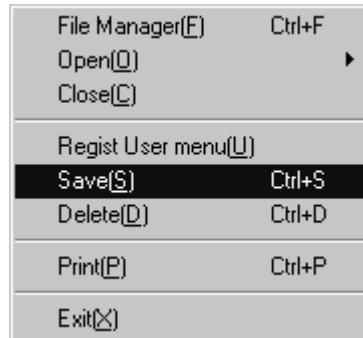 File Manager(F) Ctrl+F
Open(O)
Close(C)
Regist User menu(U)
Save(S) Ctrl+S
Delete(D) Ctrl+D
Print(P) Ctrl+P
Exit(X)